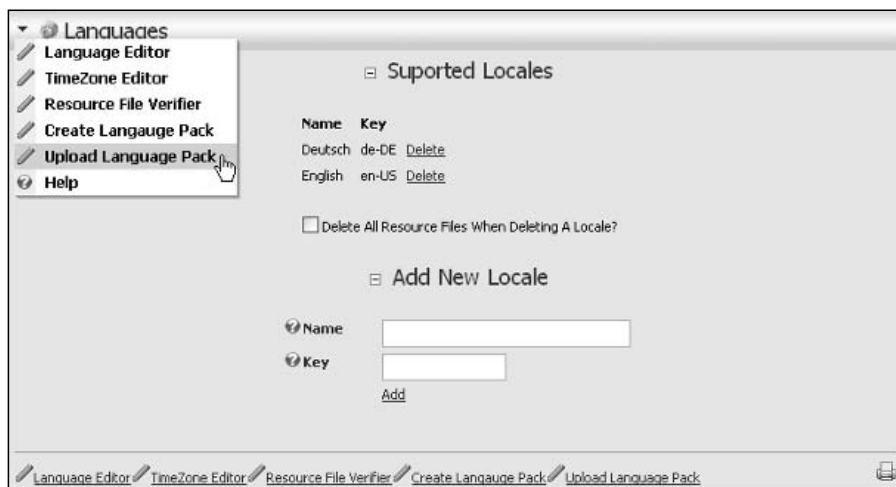 Languages
Language Editor
TimeZone Editor
Resource File Verifier
Create Langauge Pack
Upload Language Pack
Help
Suported Locales
Name Key
Deutsch de-DE Delete
English en-US Delete
Delete All Resource Files When Deleting A Locale?
Add New Locale
Name
Key
Add
Language Editor TimeZone Editor Resource File Verifier Create Langauge Pack Upload Language Pack